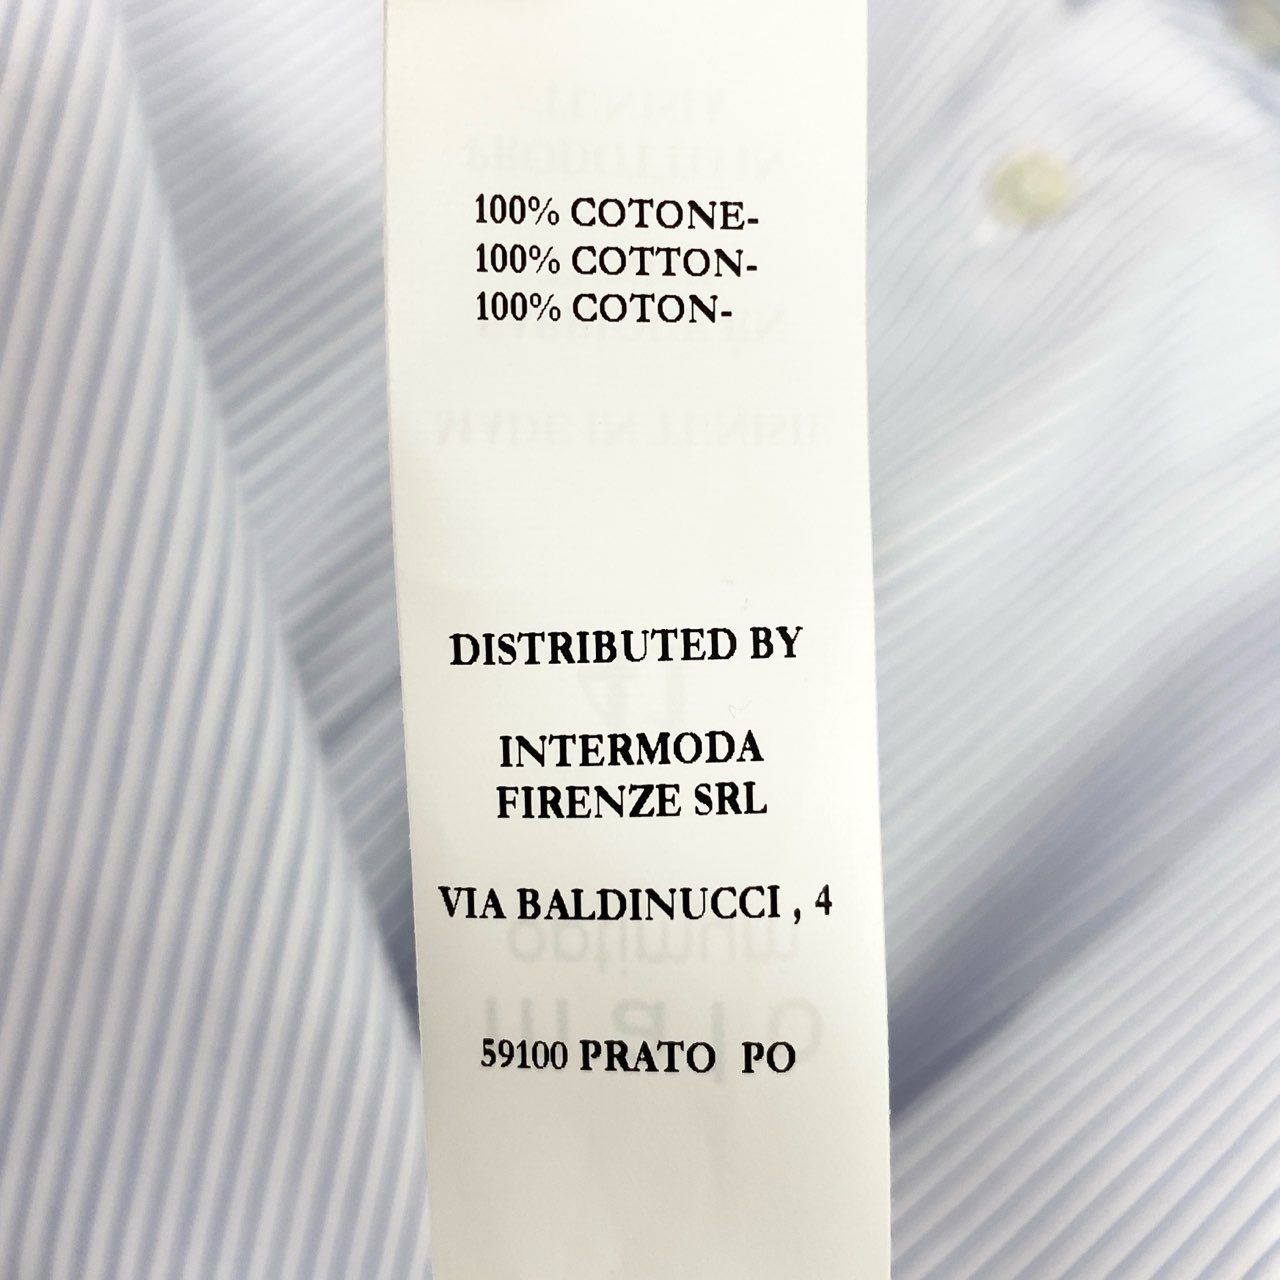 100% COTONE-
100% COTTON-
100% COTON-
DISTRIBUTED BY
INTERMODA
FIRENZE SRL
VIA BALDINUCCI , 4
59100 PRATO PO